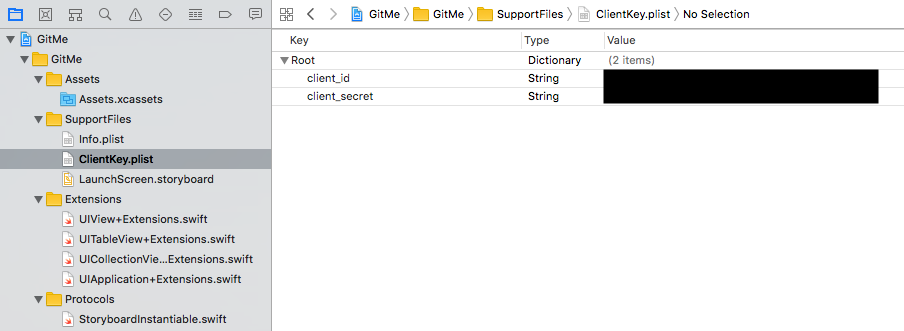 GitMe
GitMe
Assets
Assets.xcassets
SupportFiles
Info.plist
ClientKey.plist
LaunchScreen.storyboard
Extensions
UIView+Extensions.swift
UITableView+Extensions.swift
UICollectionVie...Extensions.swift
UIApplication+Extensions.swift
Protocols
StoryboardInstantiable.swift
GitMe GitMe SupportFiles ClientKey.plist No Selection
Key Type Value
Root Dictionary (2 items)
client_id String
client_secret String